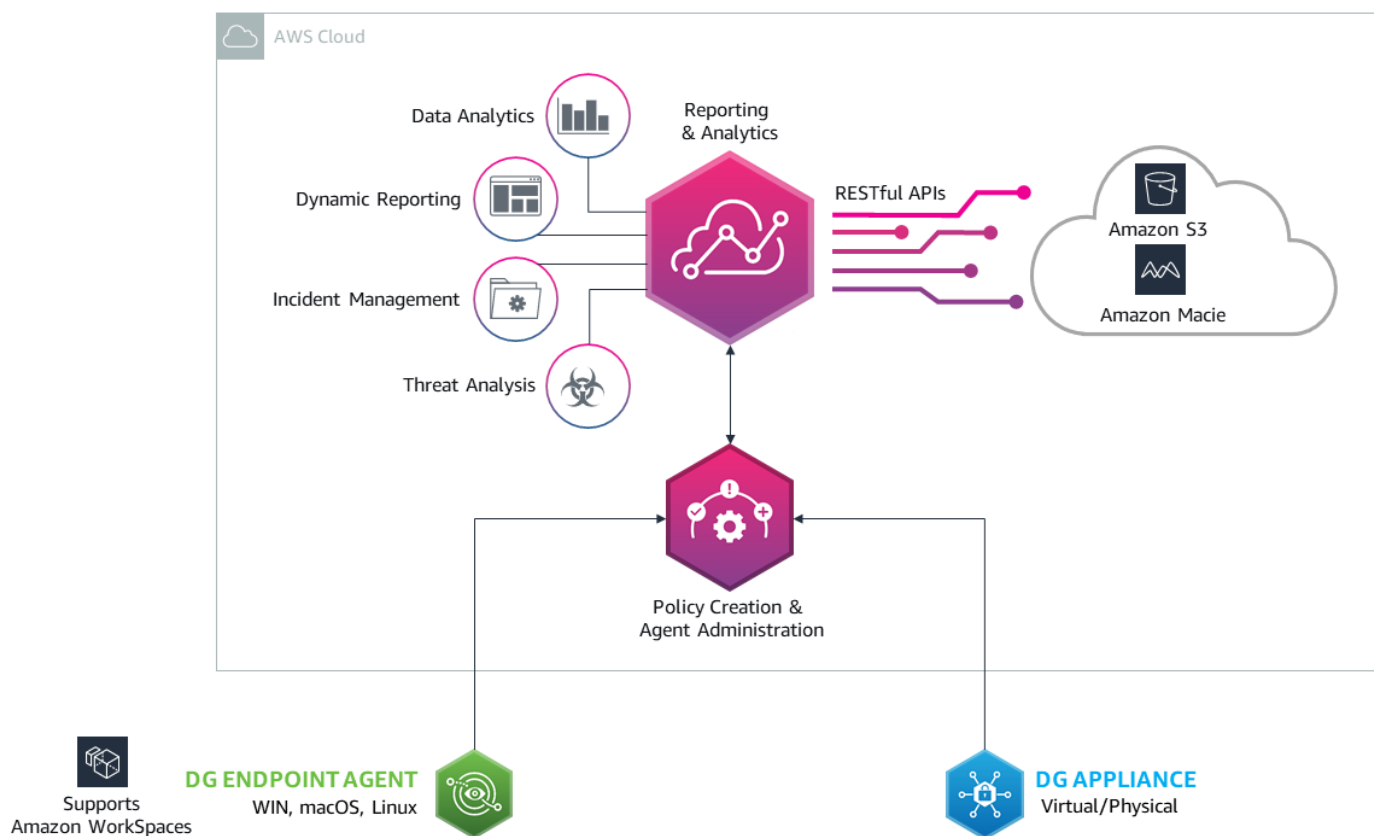 AWS Cloud
Data Analytics
Reporting
& Analytics
Dynamic Reporting
RESTful APIs
Amazon S3
Incident Management
Amazon Macie
Threat Analysis
Policy Creation &
Agent Administration
Supports
Amazon WorkSpaces
DG ENDPOINT AGENT
WIN, macOS, Linux
DG APPLIANCE
Virtual/Physical